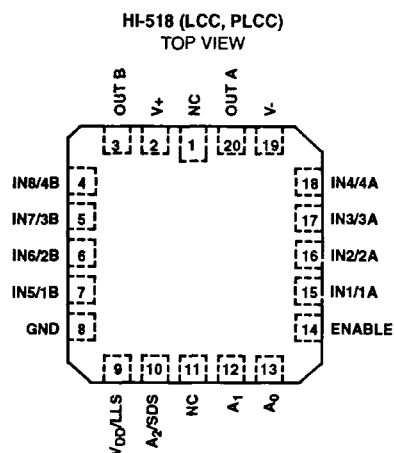 HI-518 (LCC, PLCC)
TOP VIEW
OUT B
V+
NC
OUT A
V-
3
2
1
20
19
IN8/4B 4
IN7/3B 5
IN6/2B 6
IN5/1B 7
GND 8
18 IN4/4A
17 IN3/3A
16 IN2/2A
15 IN1/1A
14 ENABLE
9
10
11
12
13
VDD/LLS
A2/SDS
NC
A1
A0